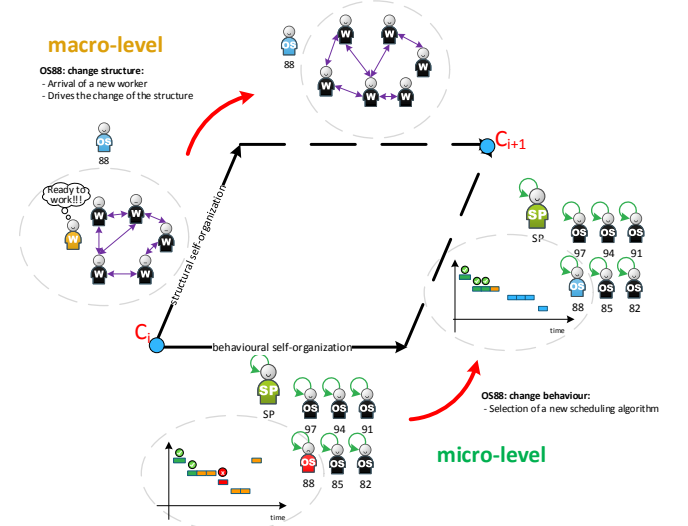 macro-level
OS88: change structure:
- Arrival of a new worker
- Drives the change of the structure
OS
88
W
W
W
W
W
W
W
OS
88
Ready to
work!!!
W
W
W
W
W
W
structural self-organization
Ci+1
Ci
behavioural self-organization
SP
SP
OS
OS
OS
97
94
91
OS
OS
OS
88
85
82
time
SP
SP
OS
OS
OS
97
94
91
OS
OS
OS
88
85
82
time
OS88: change behaviour:
- Selection of a new scheduling algorithm
micro-level